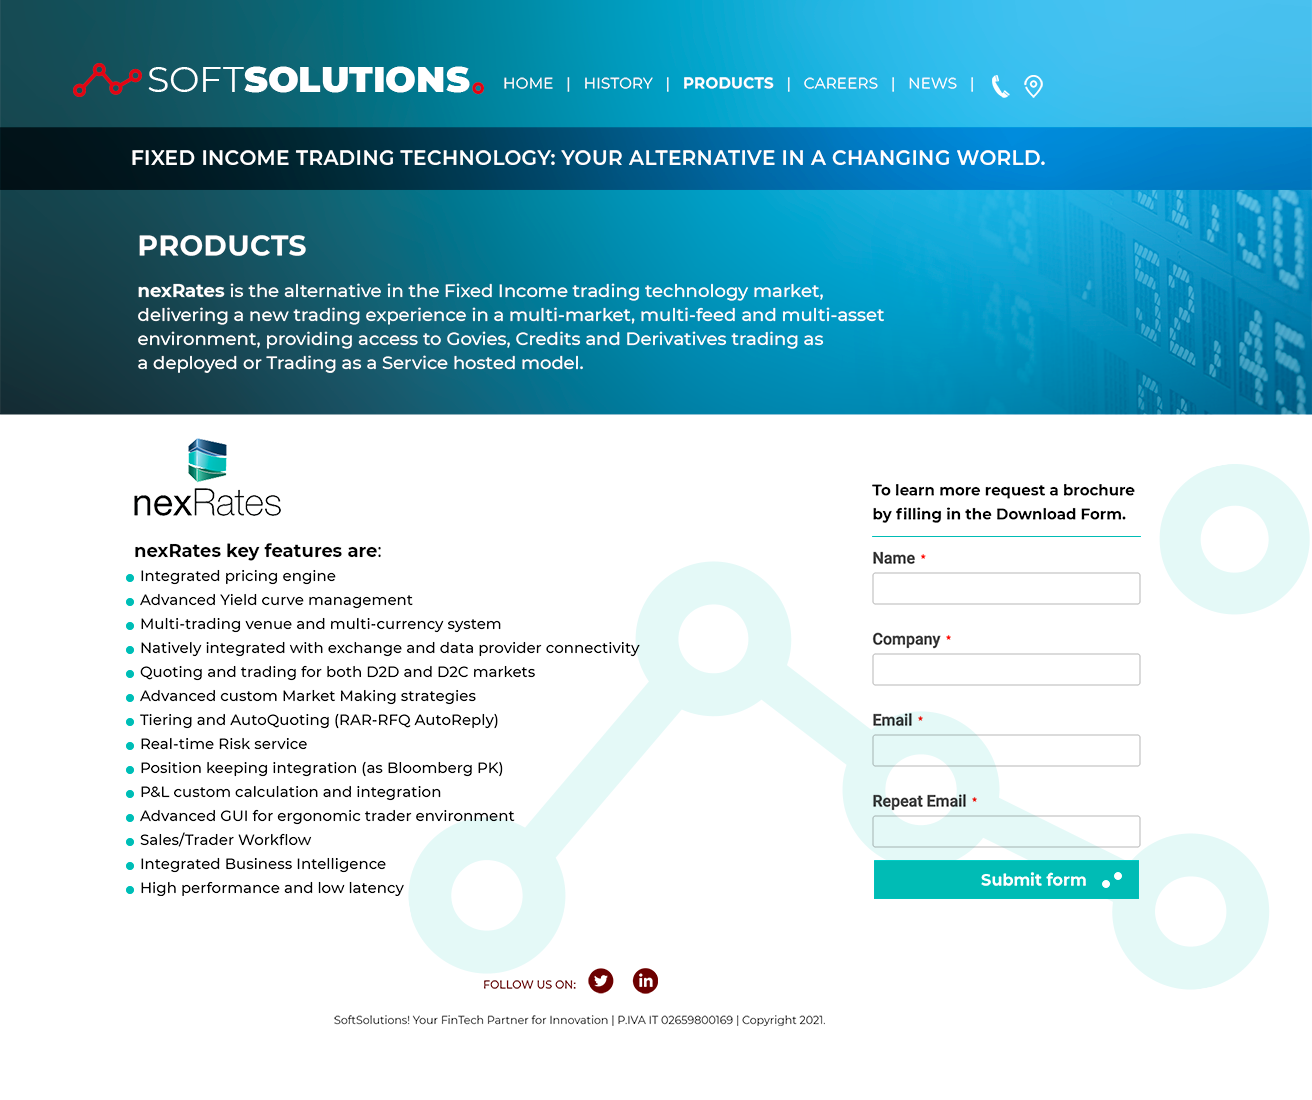 SOFTSOLUTIONS
HOME | HISTORY | PRODUCTS | CAREERS | NEWS |
FIXED INCOME TRADING TECHNOLOGY: YOUR ALTERNATIVE IN A CHANGING WORLD.
PRODUCTS
nexRates is the alternative in the Fixed Income trading technology market,
delivering a new trading experience in a multi-market, multi-feed and multi-asset
environment, providing access to Govies, Credits and Derivatives trading as
a deployed or Trading as a Service hosted model.
nexRates
nexRates key features are:
Integrated pricing engine
Advanced Yield curve management
Multi-trading venue and multi-currency system
Natively integrated with exchange and data provider connectivity
Quoting and trading for both D2D and D2C markets
Advanced custom Market Making strategies
Tiering and AutoQuoting (RAR-RFQ AutoReply)
Real-time Risk service
Position keeping integration (as Bloomberg PK)
P&L custom calculation and integration
Advanced GUI for ergonomic trader environment
Sales/Trader Workflow
Integrated Business Intelligence
High performance and low latency
To learn more request a brochure
by filling in the Download Form.
Name *
Company *
Email *
Repeat Email *
Submit form
FOLLOW US ON:
SoftSolutions! Your FinTech Partner for Innovation | P.IVA IT 02659800169 | Copyright 2021.